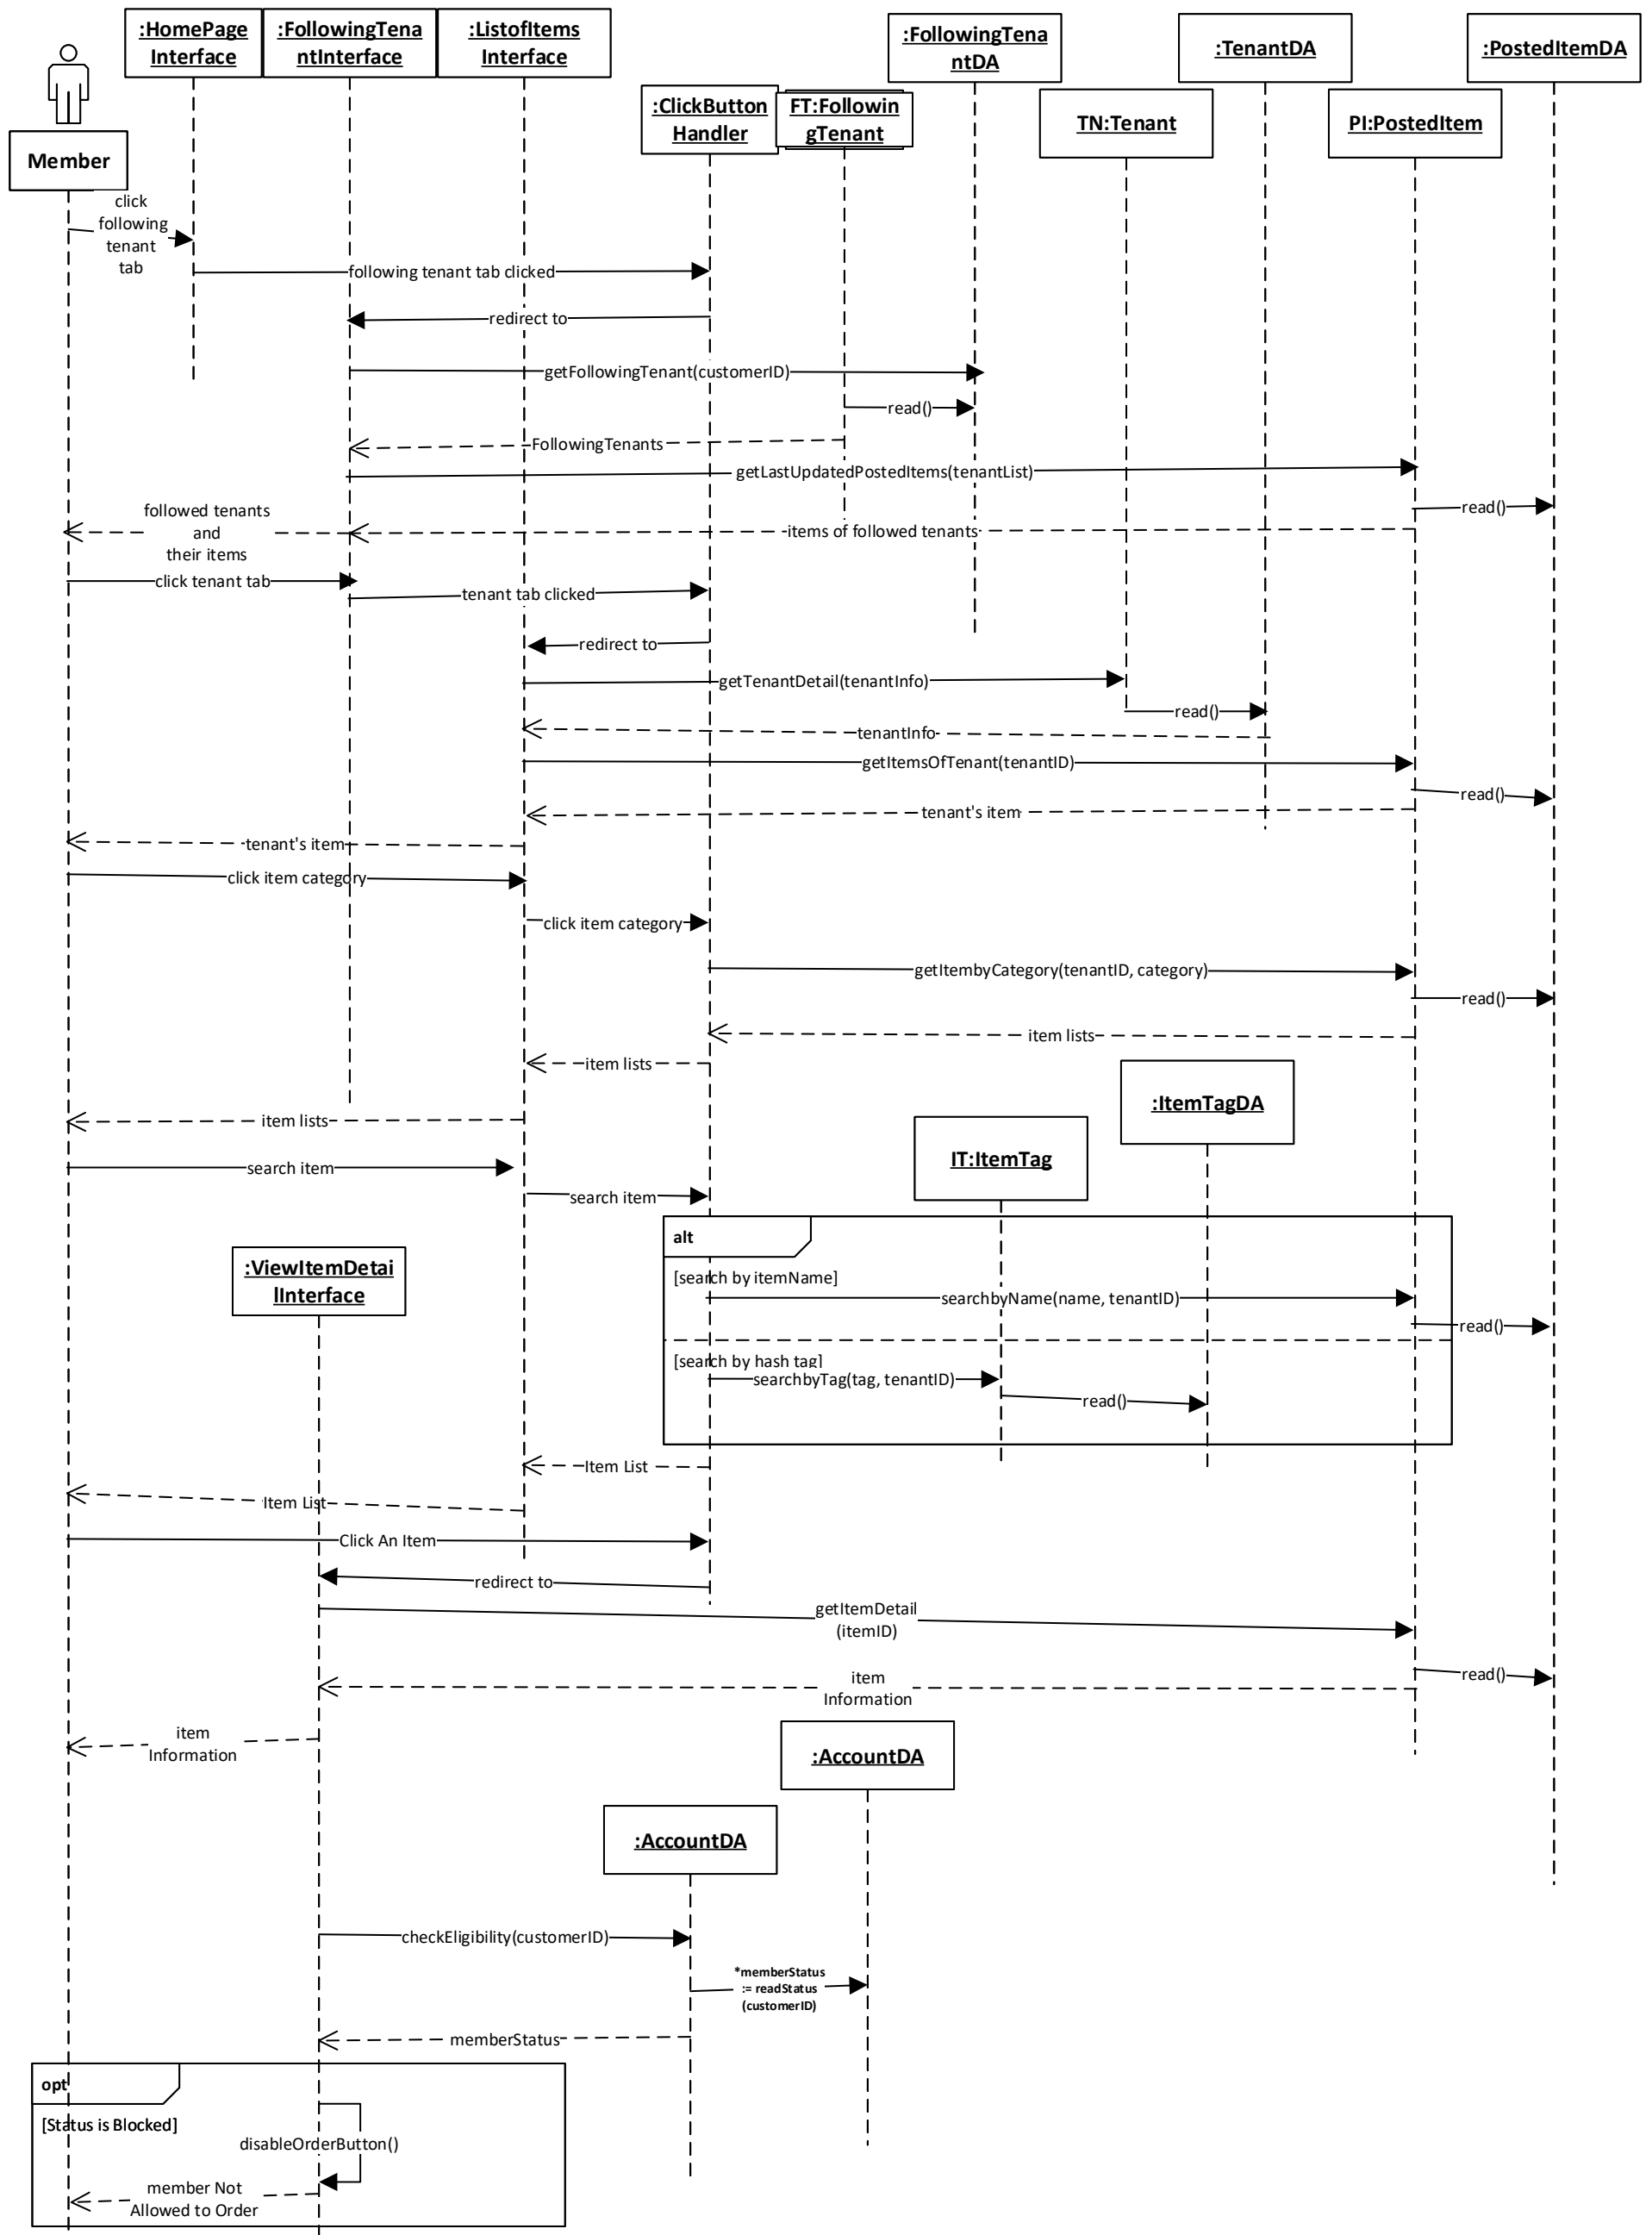 :HomePage
Interface
:FollowingTena
ntInterface
:ListofItems
Interface
:FollowingTena
ntDA
:TenantDA
:PostedItemDA
:ClickButton
Handler
FT:Followin
gTenant
TN:Tenant
PI:PostedItem
Member
click
following
tenant
tab
following tenant tab clicked
redirect to
getFollowingTenant(customerID)
read()
FollowingTenants
getLastUpdatedPostedItems(tenantList)
read()
followed tenants
and
their items
items of followed tenants
click tenant tab
tenant tab clicked
redirect to
getTenantDetail(tenantInfo)
read()
tenantInfo
getItemsOfTenant(tenantID)
read()
tenant's item
tenant's item
click item category
click item category
getItembyCategory(tenantID, category)
read()
item lists
item lists
:ItemTagDA
item lists
IT:ItemTag
search item
search item
alt
:ViewItemDetai
lInterface
[search by itemName]
searchbyName(name, tenantID)
read()
[search by hash tag]
searchbyTag(tag, tenantID)
read()
Item List
Item List
Click An Item
redirect to
getItemDetail
(itemID)
read()
item
Information
item
Information
:AccountDA
:AccountDA
checkEligibility(customerID)
*memberStatus
:= readStatus
(customerID)
memberStatus
opt
[Status is Blocked]
disableOrderButton()
member Not
Allowed to Order